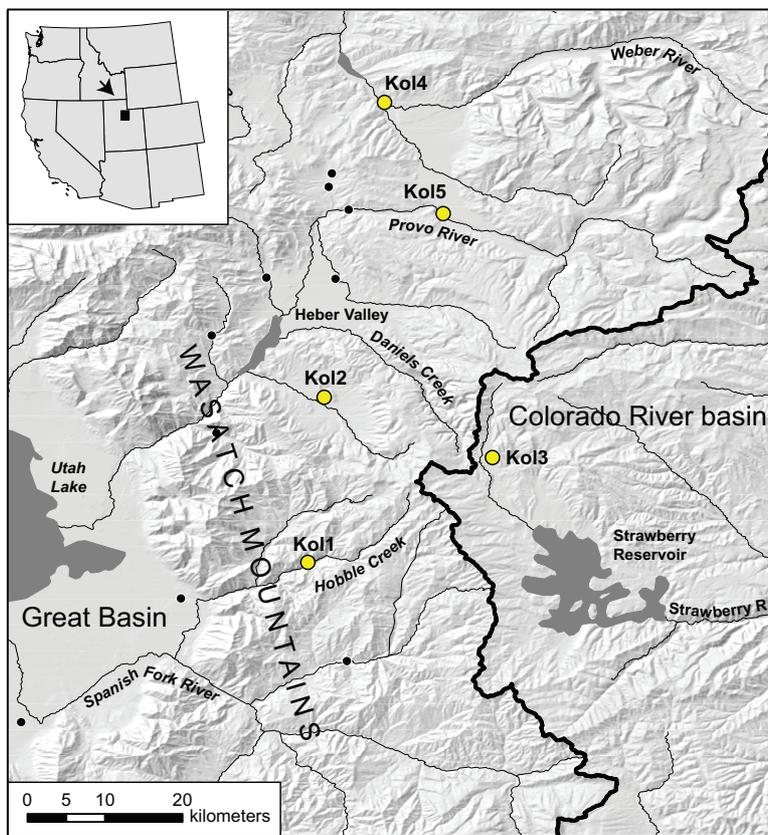 Weber River
Kol4
Kol5
Provo River
Heber Valley
Daniels Creek
Kol2
WASATCH MOUNTAINS
Colorado River basin
Kol3
Utah
Lake
Strawberry
Reservoir
Kol1
Hobble Creek
Great Basin
Strawberry R
Spanish Fork River
0 5 10 20
kilometers